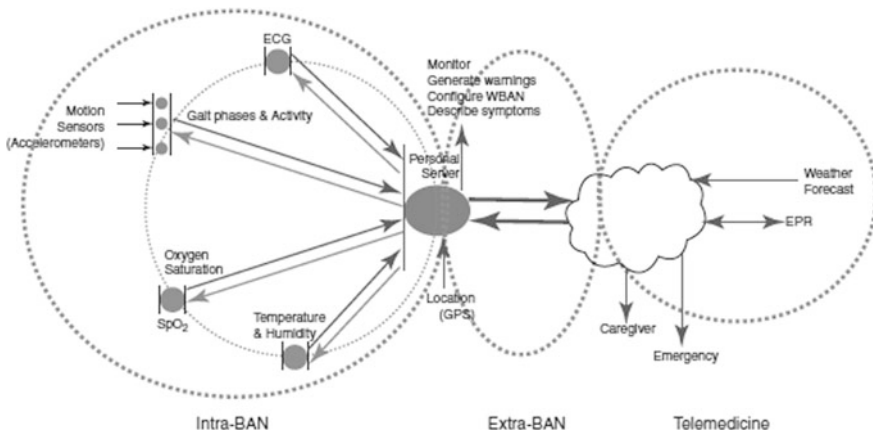 ECG
Monitor
Generate warnings
Configure WBAN
Describe symptoms
Motion
Sensors
(Accelerometers)
Gait phases & Activity
Personal
Server
Weather
Forecast
EPR
Oxygen
Saturation
SpO₂
Temperature
& Humidity
Location
(GPS)
Caregiver
Emergency
Intra-BAN
Extra-BAN
Telemedicine